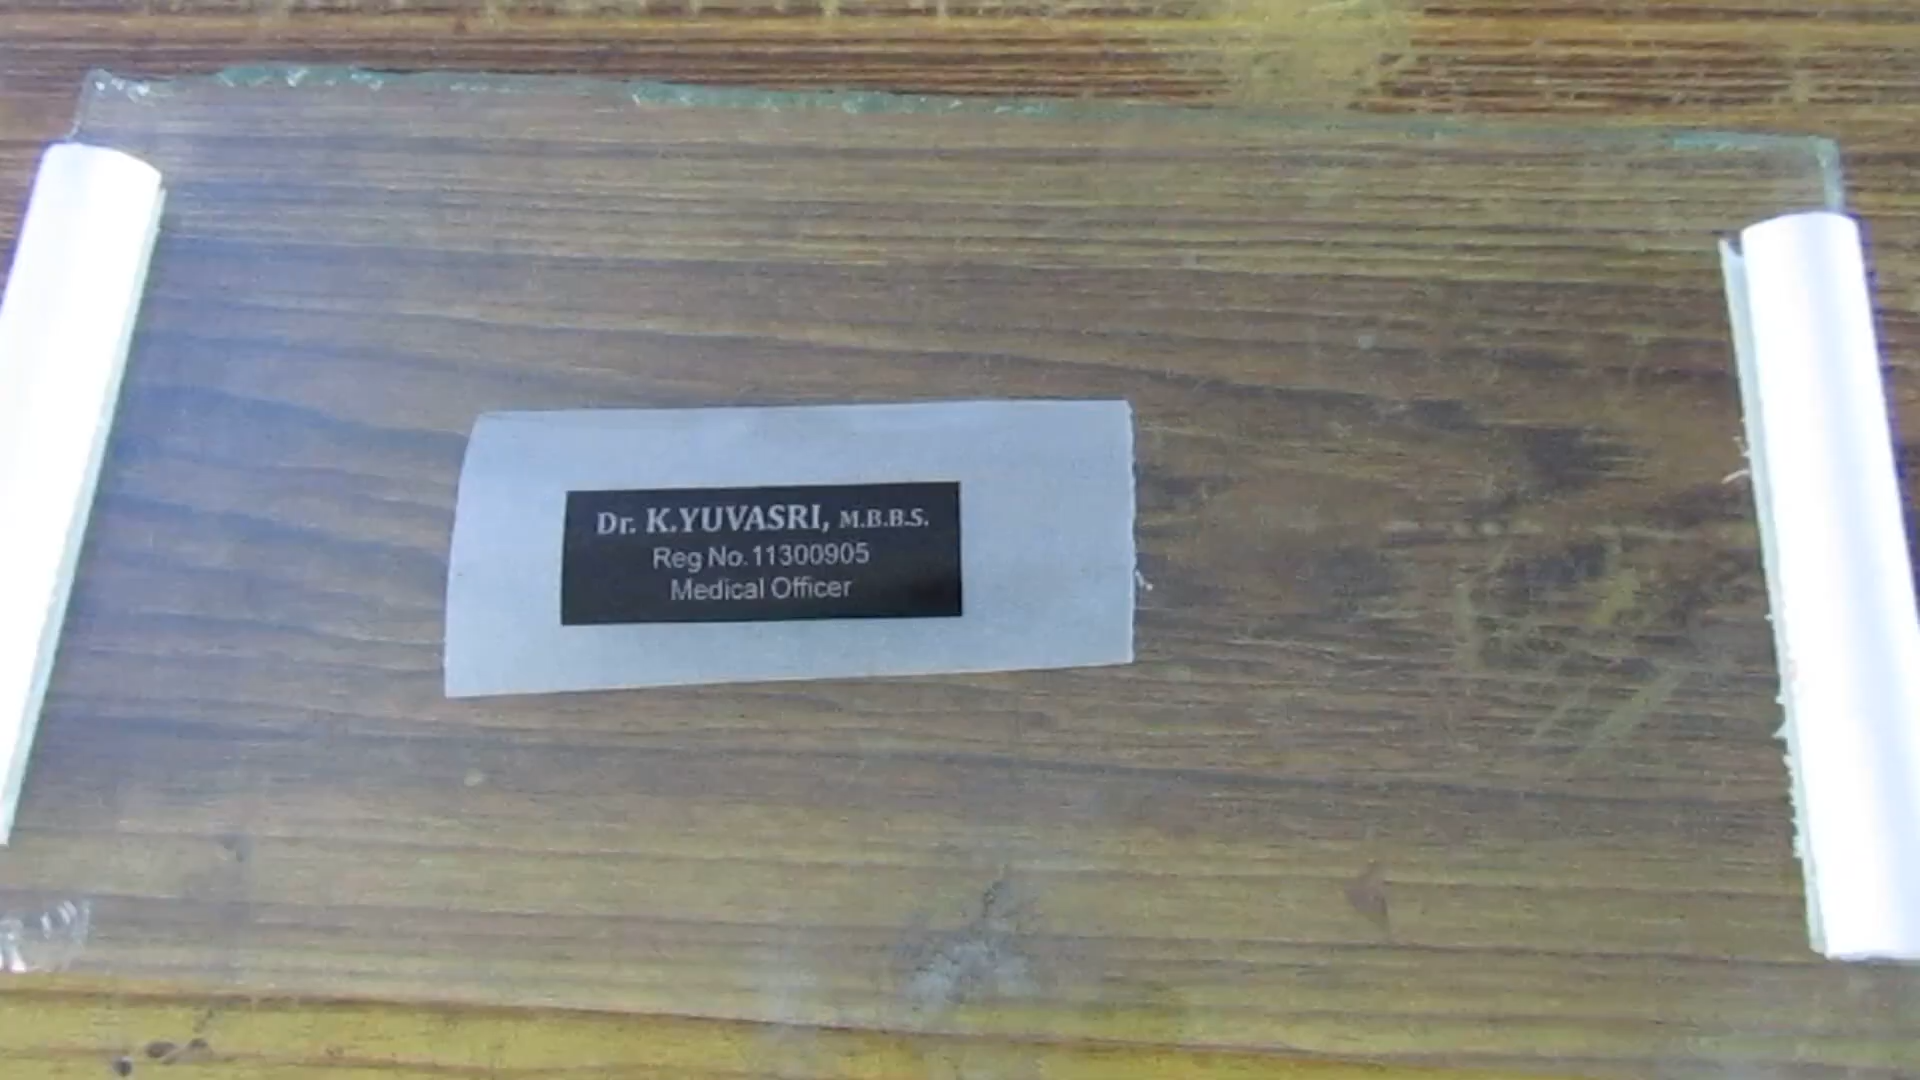 Dr. K.YUVASRI, M.B.B.S.
Reg No.11300905
Medical Officer